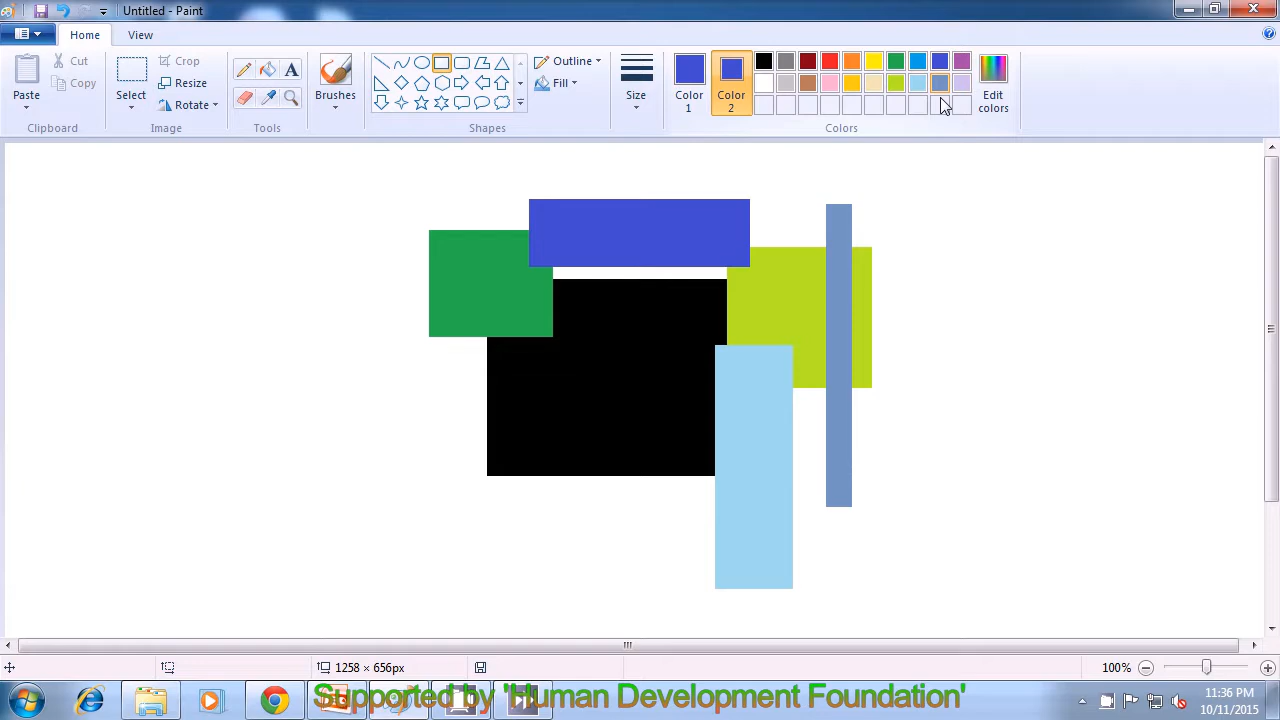 Untitled - Paint
Home
View
Paste
Cut
Copy
Clipboard
Select
Crop
Resize
Rotate
Image
A
Tools
Brushes
Outline
Fill
Shapes
Size
Color 1
Color 2
Edit colors
Colors
1258 × 656px
100%
Supported by 'Human Development Foundation'
11:36 PM
10/11/2015